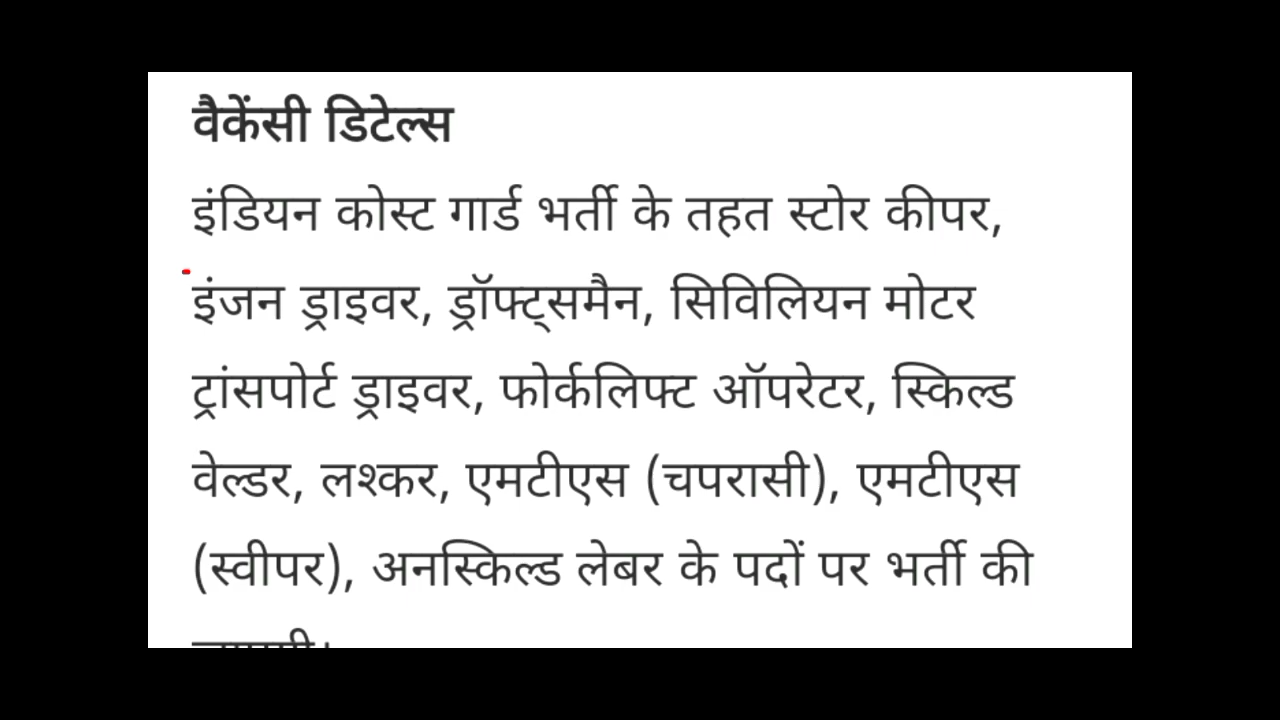 वैकेंसी डिटेल्स
इंडियन कोस्ट गार्ड भर्ती के तहत स्टोर कीपर,
इंजन ड्राइवर, ड्रॉफ्ट्समैन, सिविलियन मोटर
ट्रांसपोर्ट ड्राइवर, फोर्कलिफ्ट ऑपरेटर, स्किल्ड
वेल्डर, लश्कर, एमटीएस (चपरासी), एमटीएस
(स्वीपर), अनस्किल्ड लेबर के पदों पर भर्ती की